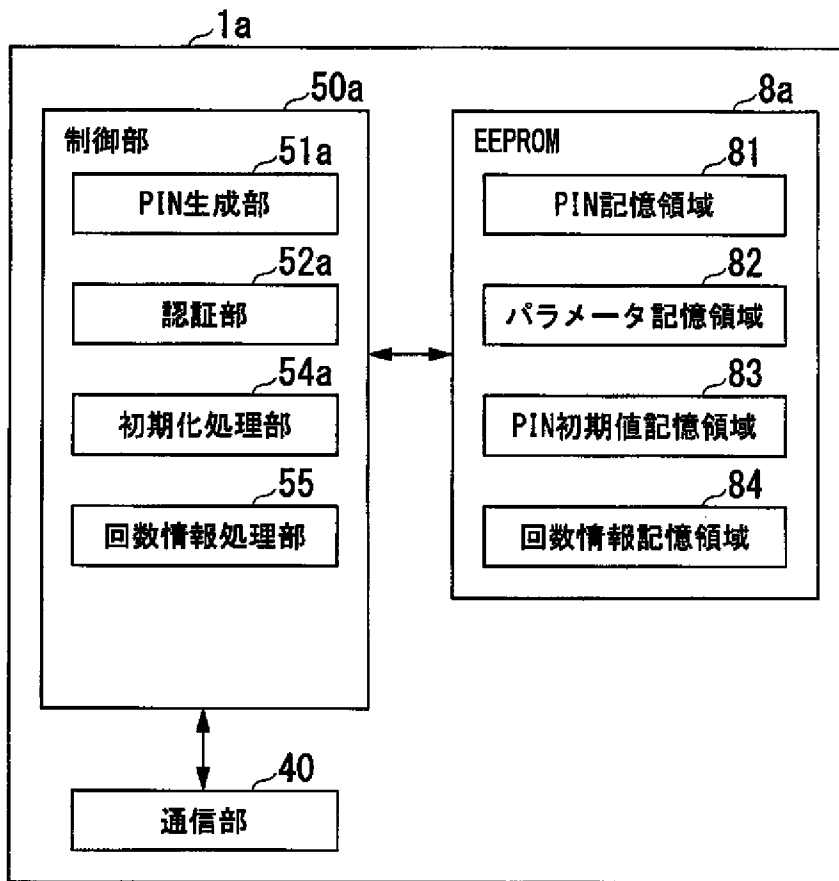 1a
50a
制御部
51a
PIN生成部
52a
認証部
54a
初期化処理部
55
回数情報処理部
8a
EEPROM
81
PIN記憶領域
82
パラメータ記憶領域
83
PIN初期値記憶領域
84
回数情報記憶領域
40
通信部